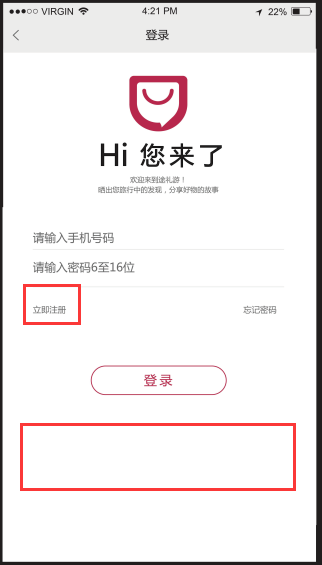 VIRGIN 4:21 PM 22%
登录
Hi 您来了
欢迎来到途礼游！
晒出您旅行中的发现，分享好物的故事
请输入手机号码
请输入密码6至16位
立即注册 忘记密码
登录